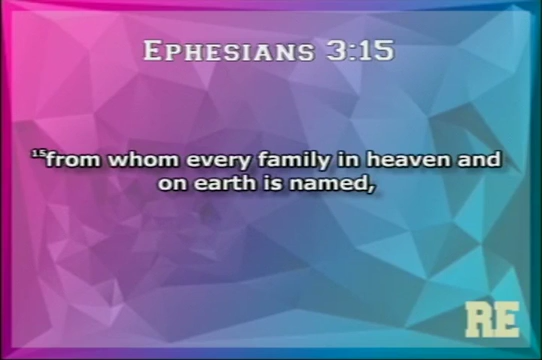 Ephesians 3:15
15from whom every family in heaven and
on earth is named,
RE